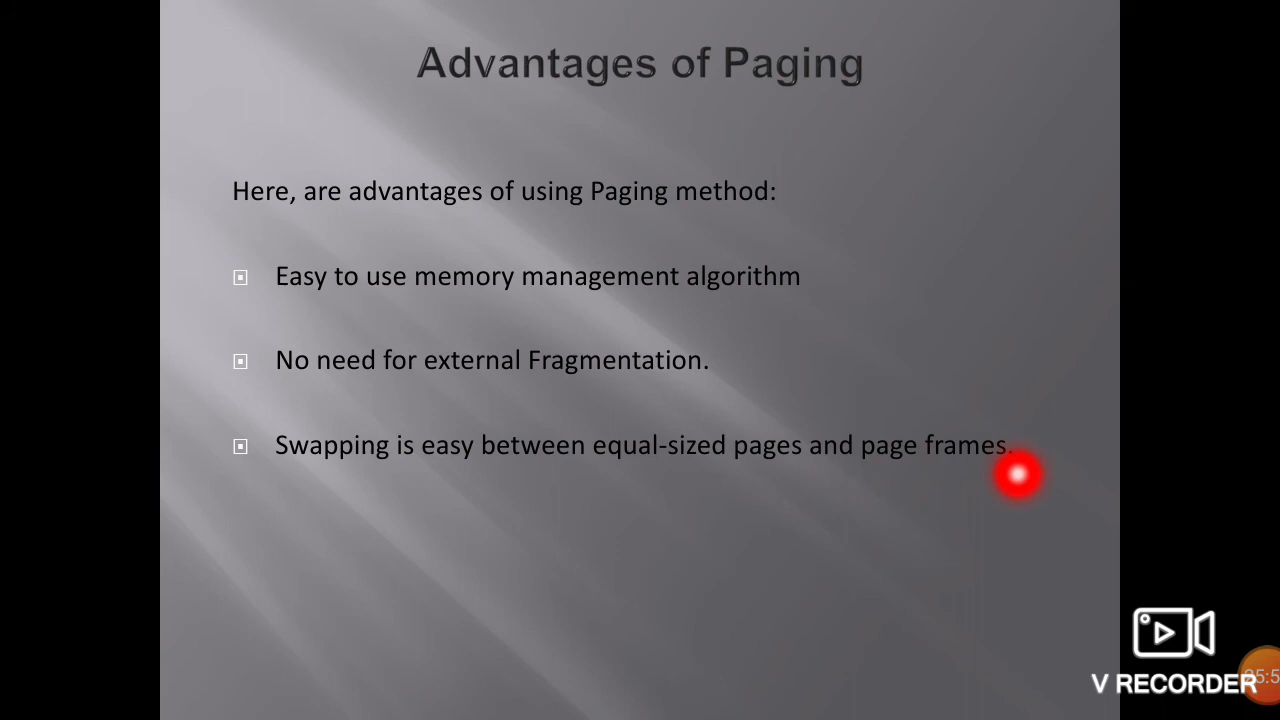 Advantages of Paging
Here, are advantages of using Paging method:
Easy to use memory management algorithm
No need for external Fragmentation.
Swapping is easy between equal-sized pages and page frames.
V RECORDER